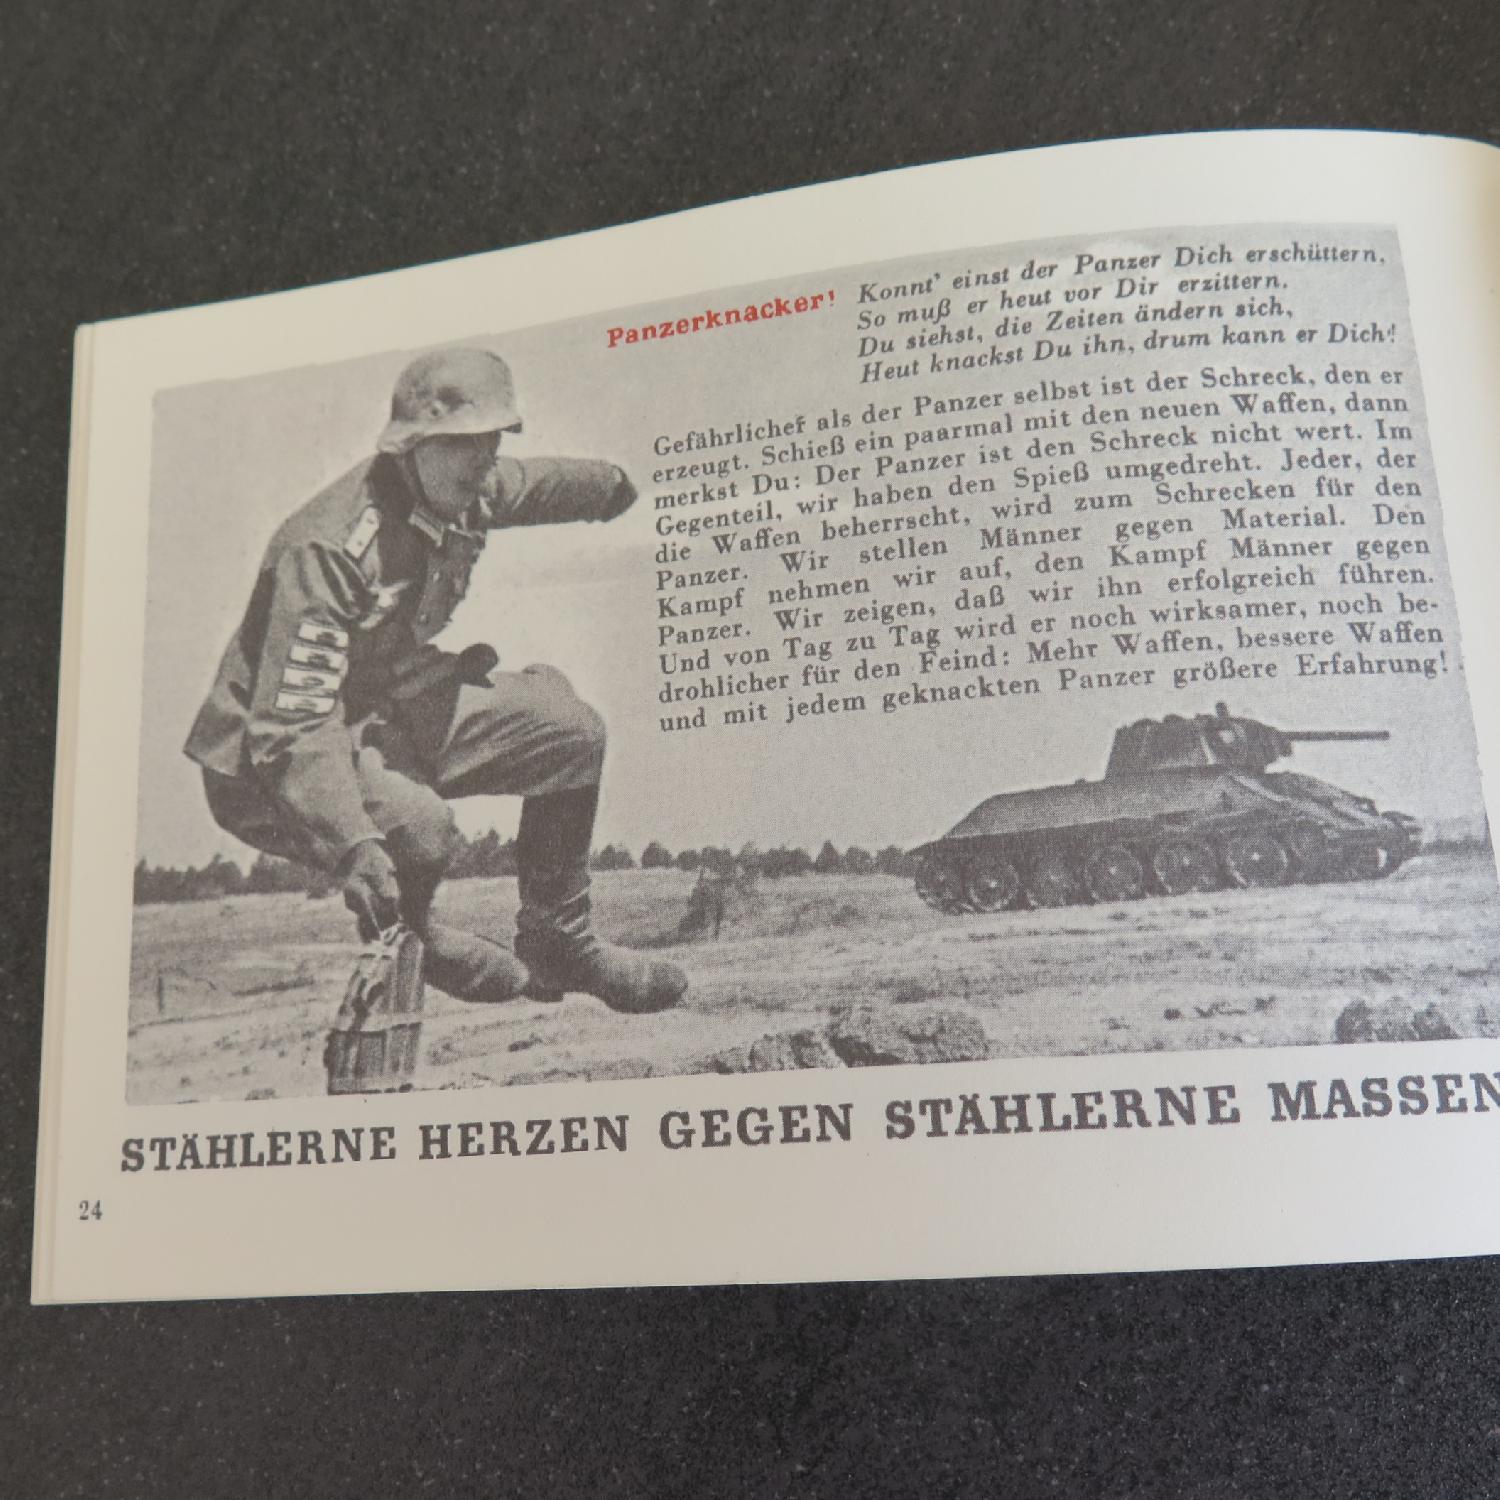 Panzerknacker!
Konnt' einst der Panzer Dich erschüttern,
So muß er heut vor Dir erzittern.
Du siehst, die Zeiten ändern sich,
Heut knackst Du ihn, drum kann er Dich!
Gefährlicher als der Panzer selbst ist der Schreck, den er
erzeugt. Schieß ein paarmal mit den neuen Waffen, dann
merkst Du: Der Panzer ist den Schreck nicht wert. Im
Gegenteil, wir haben den Spieß umgedreht. Jeder, der
die Waffen beherrscht, wird zum Schrecken für den
Panzer. Wir stellen Männer gegen Material. Den
Kampf nehmen wir auf, den Kampf Männer gegen
Panzer. Wir zeigen, daß wir ihn erfolgreich führen.
Und von Tag zu Tag wird er noch wirksamer, noch be-
drohlicher für den Feind: Mehr Waffen, bessere Waffen
und mit jedem geknackten Panzer größere Erfahrung!
STÄHLERNE HERZEN GEGEN STÄHLERNE MASSEN
24